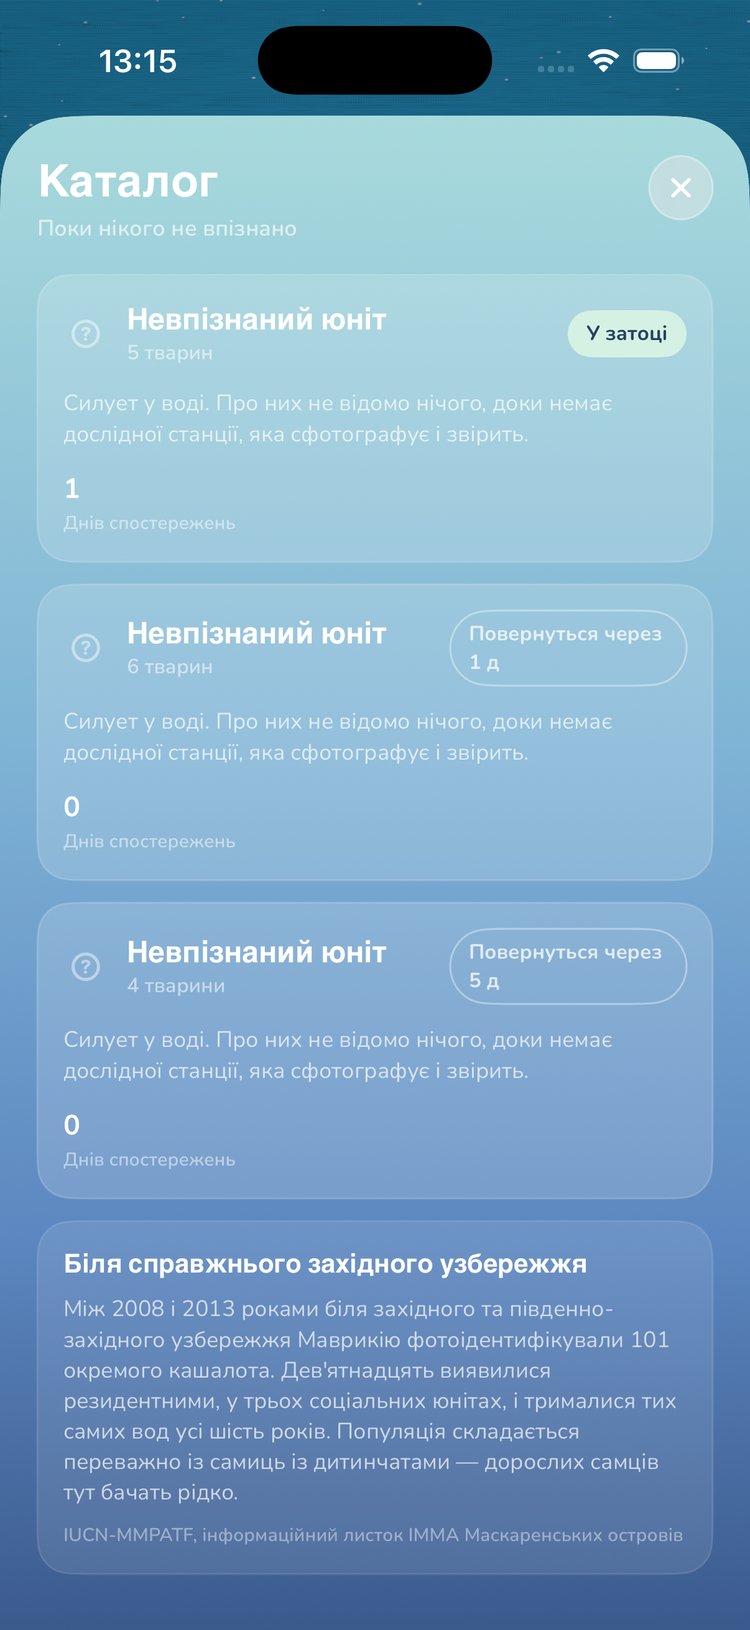 13:15
Каталог
Поки нікого не впізнано
Невпізнаний юніт
5 тварин
У затоці
Силует у воді. Про них не відомо нічого, доки немає
дослідної станції, яка сфотографує і звірить.
1
Днів спостережень
Невпізнаний юніт
6 тварин
Повернуться через
1 д
Силует у воді. Про них не відомо нічого, доки немає
дослідної станції, яка сфотографує і звірить.
0
Днів спостережень
Невпізнаний юніт
4 тварини
Повернуться через
5 д
Силует у воді. Про них не відомо нічого, доки немає
дослідної станції, яка сфотографує і звірить.
0
Днів спостережень
Біля справжнього західного узбережжя
Між 2008 і 2013 роками біля західного та південно-
західного узбережжя Маврикію фотоідентифікували 101
окремого кашалота. Дев'ятнадцять виявилися
резидентними, у трьох соціальних юнітах, і трималися тих
самих вод усі шість років. Популяція складається
переважно із самиць із дитинчатами — дорослих самців
тут бачать рідко.
IUCN-MMPATF, інформаційний листок IMMA Маскаренських островів